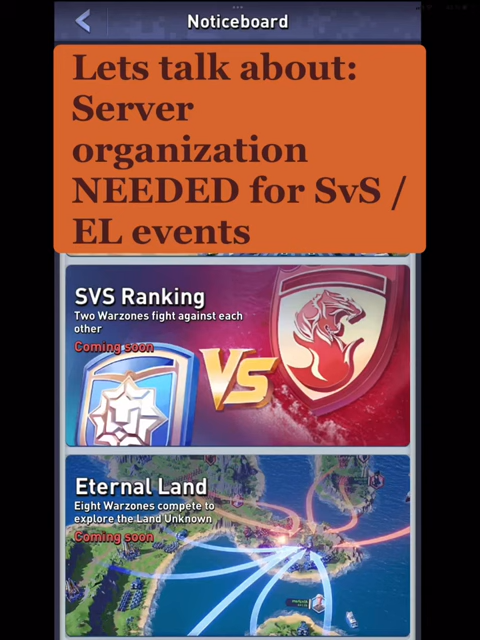 Noticeboard
Lets talk about:
Server
organization
NEEDED for SvS /
EL events
SVS Ranking
Two Warzones fight against each
other
Coming soon
VS
Eternal Land
Eight Warzones compete to
explore the Land Unknown
Coming soon